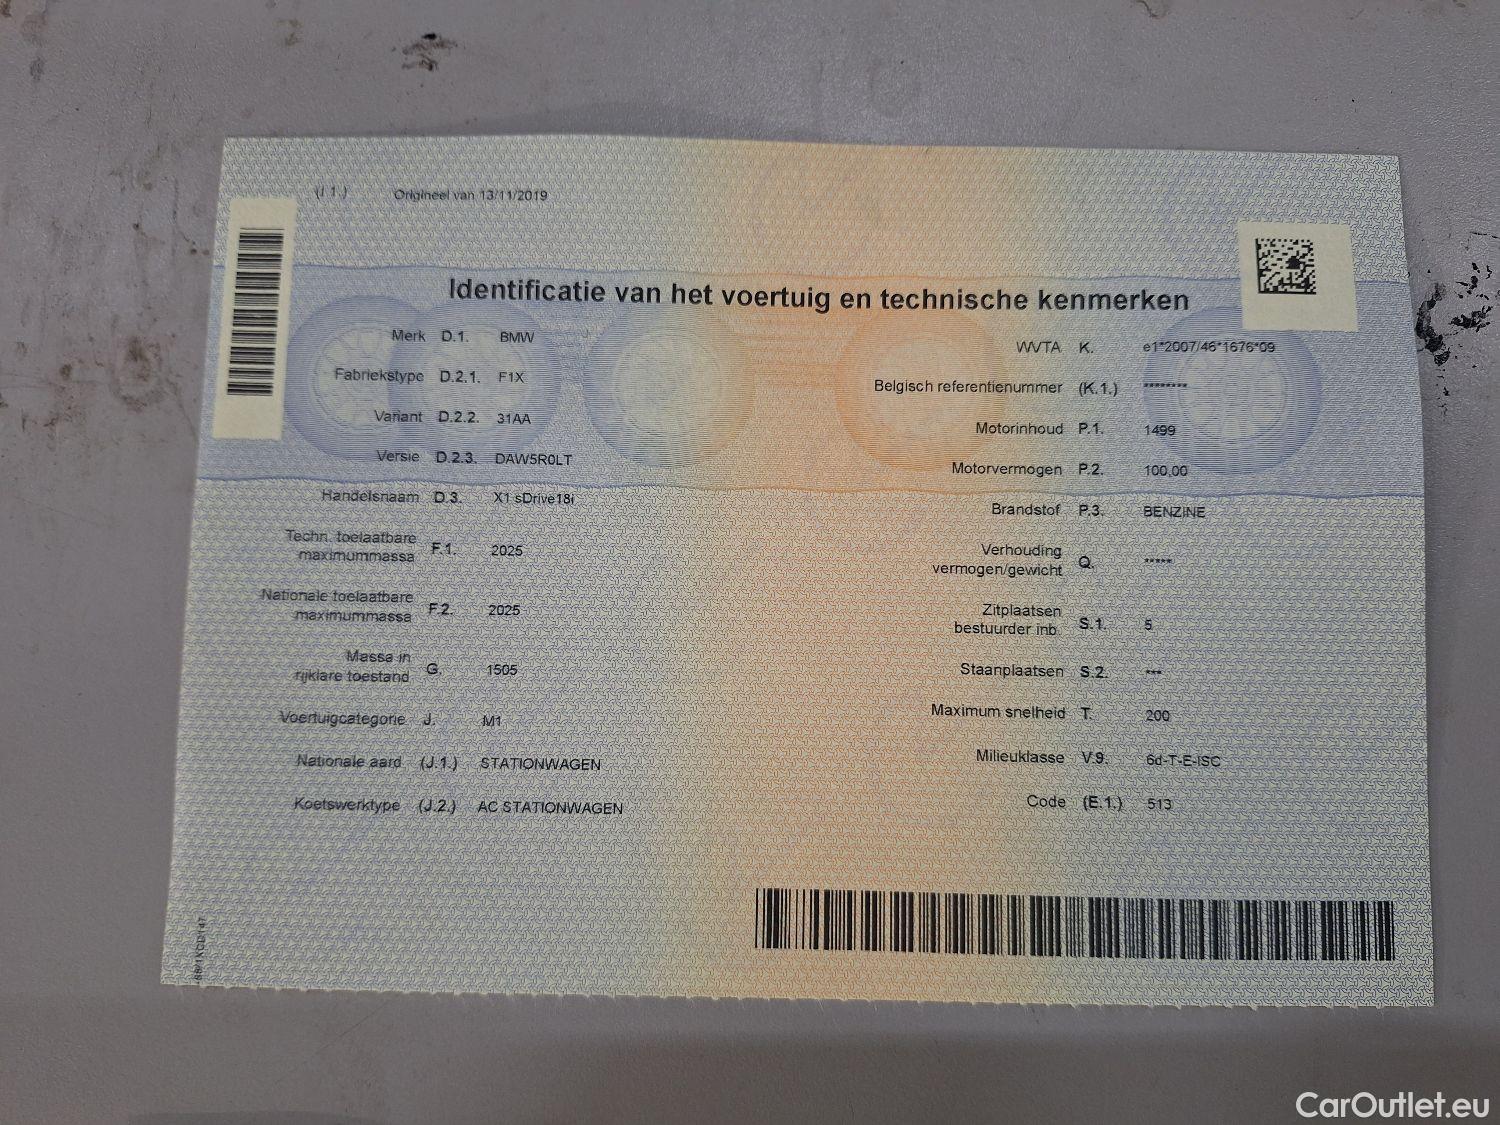 (I.1.) Origineel van 13/11/2019
Identificatie van het voertuig en technische kenmerken
Merk D.1. BMW
Fabriekstype D.2.1. F1X
Variant D.2.2. 31AA
Versie D.2.3. DAW5R0LT
Handelsnaam D.3. X1 sDrive18i
Techn. toelaatbare
maximummassa F.1. 2025
Nationale toelaatbare
maximummassa F.2. 2025
Massa in
rijklare toestand G. 1505
Voertuigcategorie J. M1
Nationale aard (J.1.) STATIONWAGEN
Koetswerktype (J.2.) AC STATIONWAGEN
WVTA K. e1*2007/46*1676*09
Belgisch referentienummer (K.1.) ********
Motorinhoud P.1. 1499
Motorvermogen P.2. 100,00
Brandstof P.3. BENZINE
Verhouding
vermogen/gewicht Q. *****
Zitplaatsen
bestuurder inb. S.1. 5
Staanplaatsen S.2. ***
Maximum snelheid T. 200
Milieuklasse V.9. 6d-T-E-ISC
Code (E.1.) 513
CarOutlet.eu